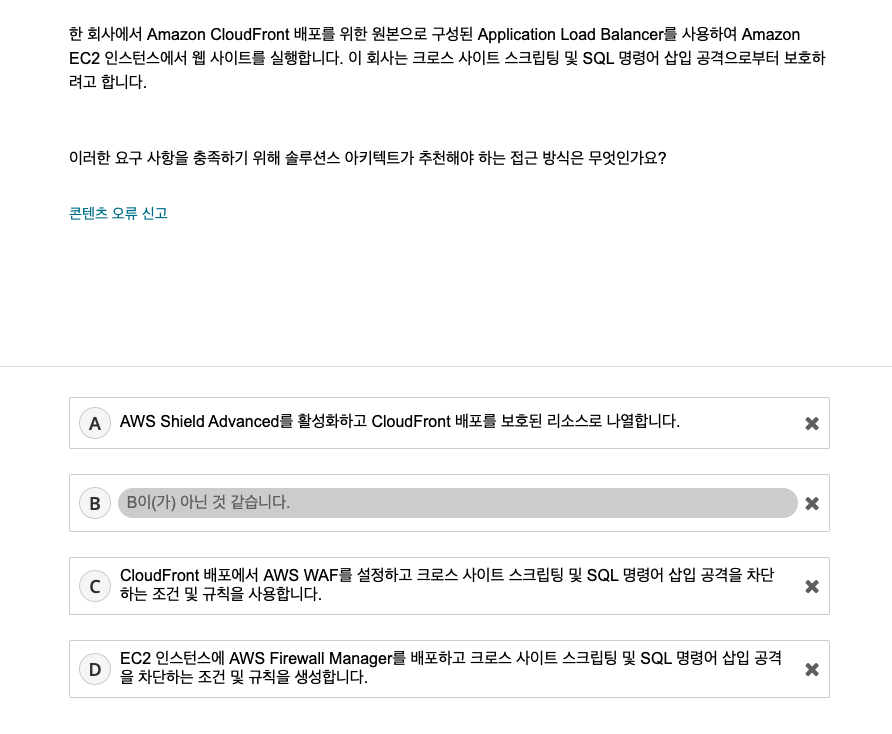 한 회사에서 Amazon CloudFront 배포를 위한 원본으로 구성된 Application Load Balancer를 사용하여 Amazon
EC2 인스턴스에서 웹 사이트를 실행합니다. 이 회사는 크로스 사이트 스크립팅 및 SQL 명령어 삽입 공격으로부터 보호하
려고 합니다.
이러한 요구 사항을 충족하기 위해 솔루션스 아키텍트가 추천해야 하는 접근 방식은 무엇인가요?
콘텐츠 오류 신고
A AWS Shield Advanced를 활성화하고 CloudFront 배포를 보호된 리소스로 나열합니다.
B B이(가) 아닌 것 같습니다.
C CloudFront 배포에서 AWS WAF를 설정하고 크로스 사이트 스크립팅 및 SQL 명령어 삽입 공격을 차단
하는 조건 및 규칙을 사용합니다.
D EC2 인스턴스에 AWS Firewall Manager를 배포하고 크로스 사이트 스크립팅 및 SQL 명령어 삽입 공격
을 차단하는 조건 및 규칙을 생성합니다.